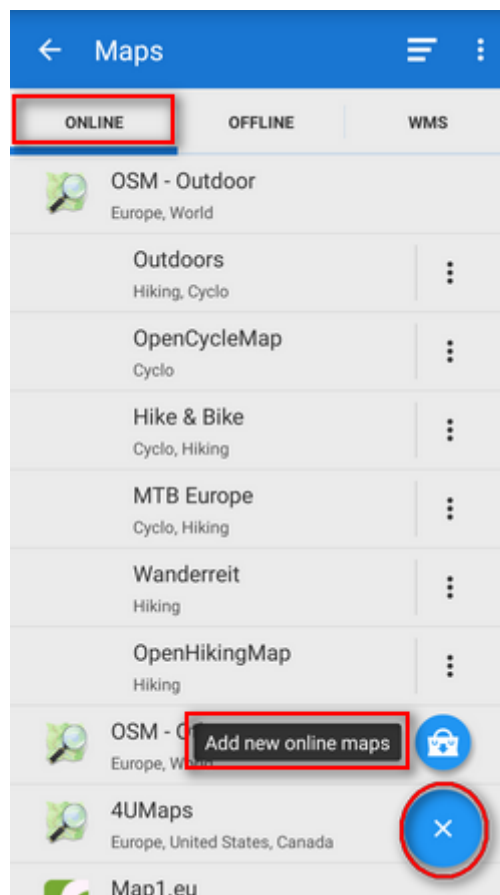 Maps
ONLINE OFFLINE WMS
OSM - Outdoor
Europe, World
Outdoors
Hiking, Cyclo
OpenCycleMap
Cyclo
Hike & Bike
Cyclo, Hiking
MTB Europe
Cyclo, Hiking
Wanderreit
Hiking
OpenHikingMap
Hiking
OSM -
Add new online maps
Europe,
4UMaps
Europe, United States, Canada
Map1.eu